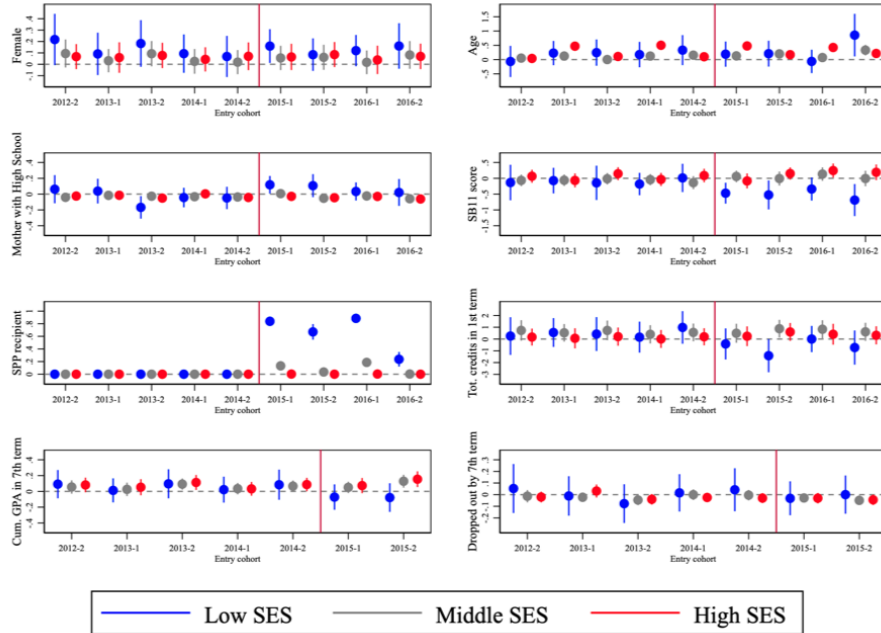 Female
.4
.3
.2
.1
0
-.1
2012-2 2013-1 2013-2 2014-1 2014-2 2015-1 2015-2 2016-1 2016-2
Entry cohort
Age
1.5
1
.5
0
-.5
2012-2 2013-1 2013-2 2014-1 2014-2 2015-1 2015-2 2016-1 2016-2
Entry cohort
Mother with High School
.4
.2
0
-.2
-.4
2012-2 2013-1 2013-2 2014-1 2014-2 2015-1 2015-2 2016-1 2016-2
Entry cohort
SB11 score
.5
0
-.5
-1
-1.5
2012-2 2013-1 2013-2 2014-1 2014-2 2015-1 2015-2 2016-1 2016-2
Entry cohort
SPP recipient
1
.8
.6
.4
.2
0
2012-2 2013-1 2013-2 2014-1 2014-2 2015-1 2015-2 2016-1 2016-2
Entry cohort
Tot. credits in 1st term
2
1
0
-1
-2
-3
2012-2 2013-1 2013-2 2014-1 2014-2 2015-1 2015-2 2016-1 2016-2
Entry cohort
Cum. GPA in 7th term
.4
.2
0
-.2
-.4
2012-2 2013-1 2013-2 2014-1 2014-2 2015-1 2015-2
Entry cohort
Dropped out by 7th term
.3
.2
.1
0
-.1
-.2
2012-2 2013-1 2013-2 2014-1 2014-2 2015-1 2015-2
Entry cohort
Low SES Middle SES High SES